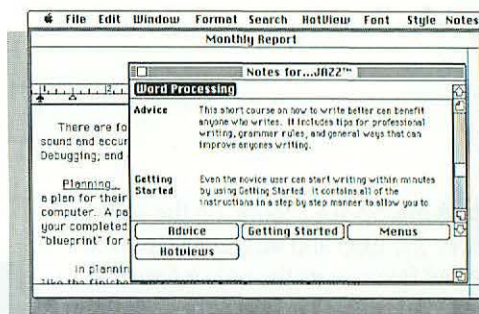 File Edit Window Format Search HotView Font Style Notes
Monthly Report
Notes for...JAZZ™
Word Processing
Advice
This short course on how to write better can benefit
anyone who writes. It includes tips for professional
writing, grammer rules, and general ways that can
improve anyones writing.
Getting
Started
Even the novice user can start writing within minutes
by using Getting Started. It contains all of the
instructions in a step by step manner to allow you to
Advice Getting Started Menus
Hotviews
There are fo
sound and accur
Debugging; and
Planning.
a plan for their
computer. A pa
your completed
"blueprint" for s
In plannin
like the finishe